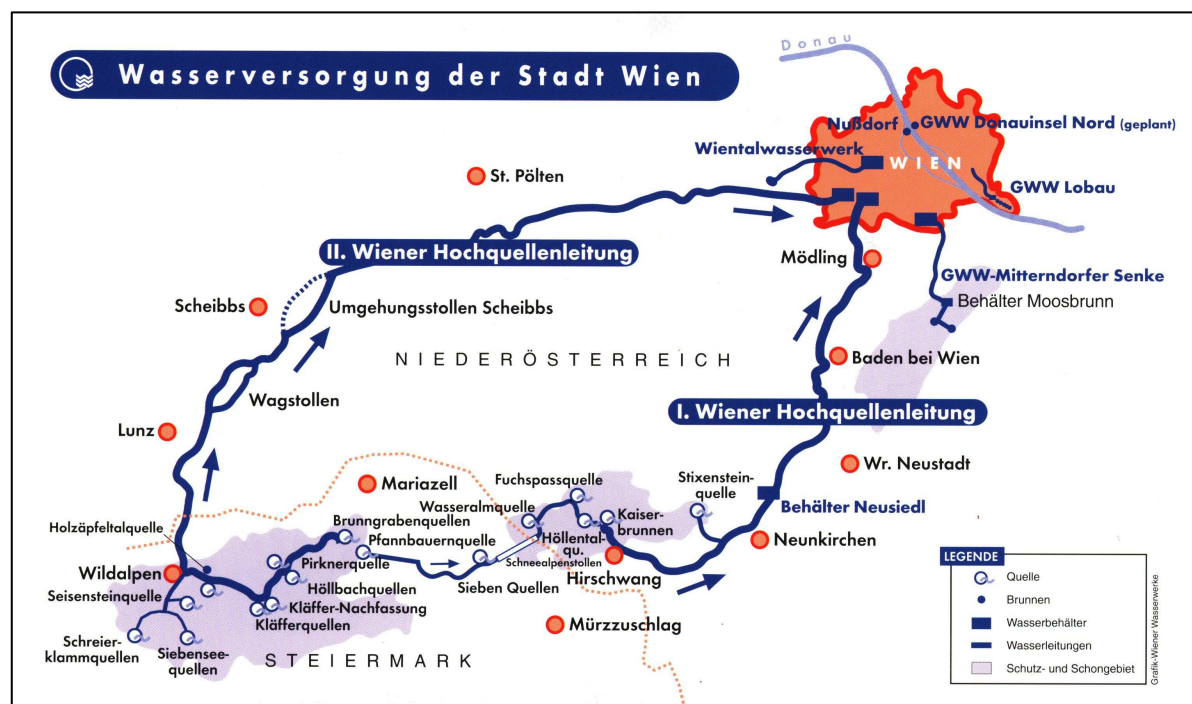 Wasserversorgung der Stadt Wien
Donau
Nußdorf
GWW Donauinsel Nord (geplant)
Wientalwasserwerk
WIEN
GWW Lobau
St. Pölten
II. Wiener Hochquellenleitung
Mödling
GWW-Mitterndorfer Senke
Behälter Moosbrunn
Scheibbs
Umgehungsstollen Scheibbs
NIEDERÖSTERREICH
Baden bei Wien
Wagstollen
I. Wiener Hochquellenleitung
Lunz
Wr. Neustadt
Mariazell
Fuchspassquelle
Stixenstein-
quelle
Wasseralmquelle
Behälter Neusiedl
Holzäpfeltalquelle
Brunngrabenquellen
Kaiser-
brunnen
Pfannbauernquelle
Höllental-
qu.
Neunkirchen
Pirknerquelle
Schneealpenstollen
Hirschwang
Wildalpen
Höllbachquellen
Sieben Quellen
Seisensteinquelle
Kläffer-Nachfassung
Kläfferquellen
Mürzzuschlag
Schreier-
klammquellen
Siebensee-
quellen
STEIERMARK
LEGENDE
Quelle
Brunnen
Wasserbehälter
Wasserleitungen
Schutz- und Schongebiet
Grafik-Wiener Wasserwerke